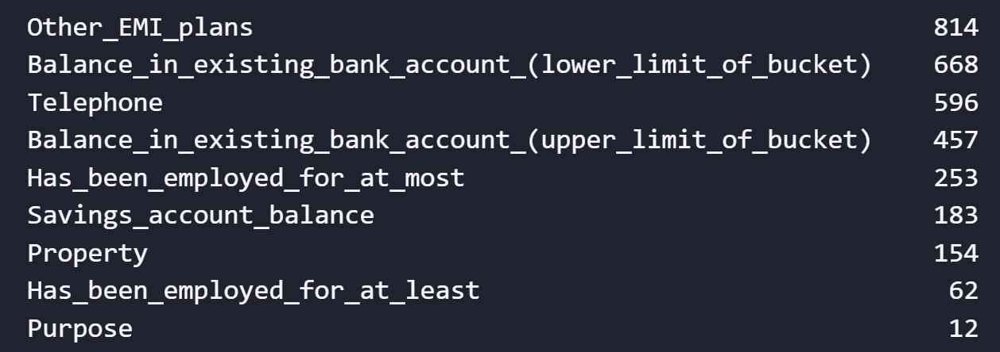 Other_EMI_plans 814
Balance_in_existing_bank_account_(lower_limit_of_bucket) 668
Telephone 596
Balance_in_existing_bank_account_(upper_limit_of_bucket) 457
Has_been_employed_for_at_most 253
Savings_account_balance 183
Property 154
Has_been_employed_for_at_least 62
Purpose 12